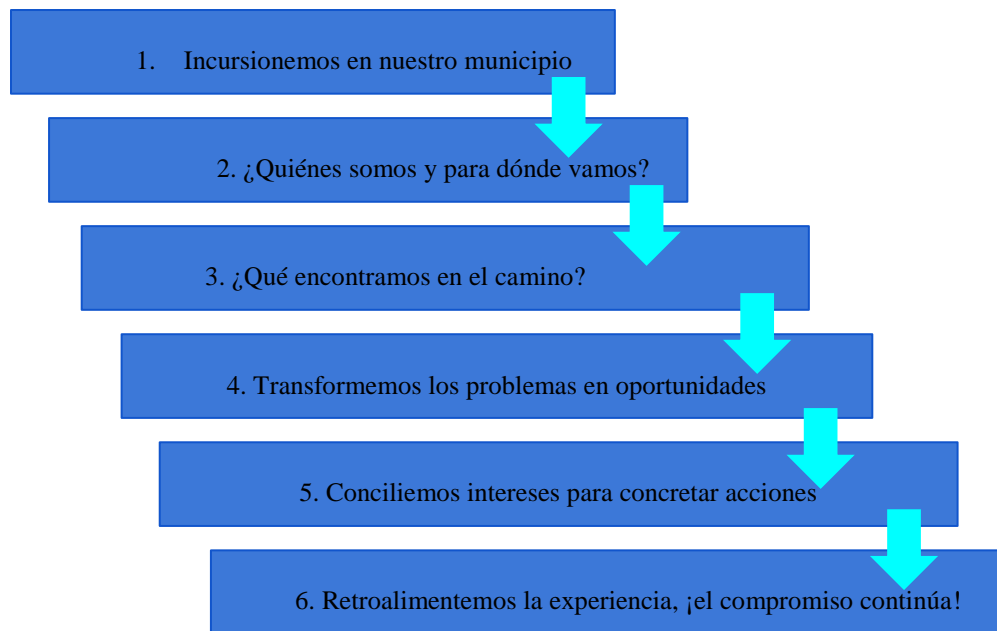 1. Incursionemos en nuestro municipio
2. ¿Quiénes somos y para dónde vamos?
3. ¿Qué encontramos en el camino?
4. Transformemos los problemas en oportunidades
5. Conciliemos intereses para concretar acciones
6. Retroalimentemos la experiencia, ¡el compromiso continúa!